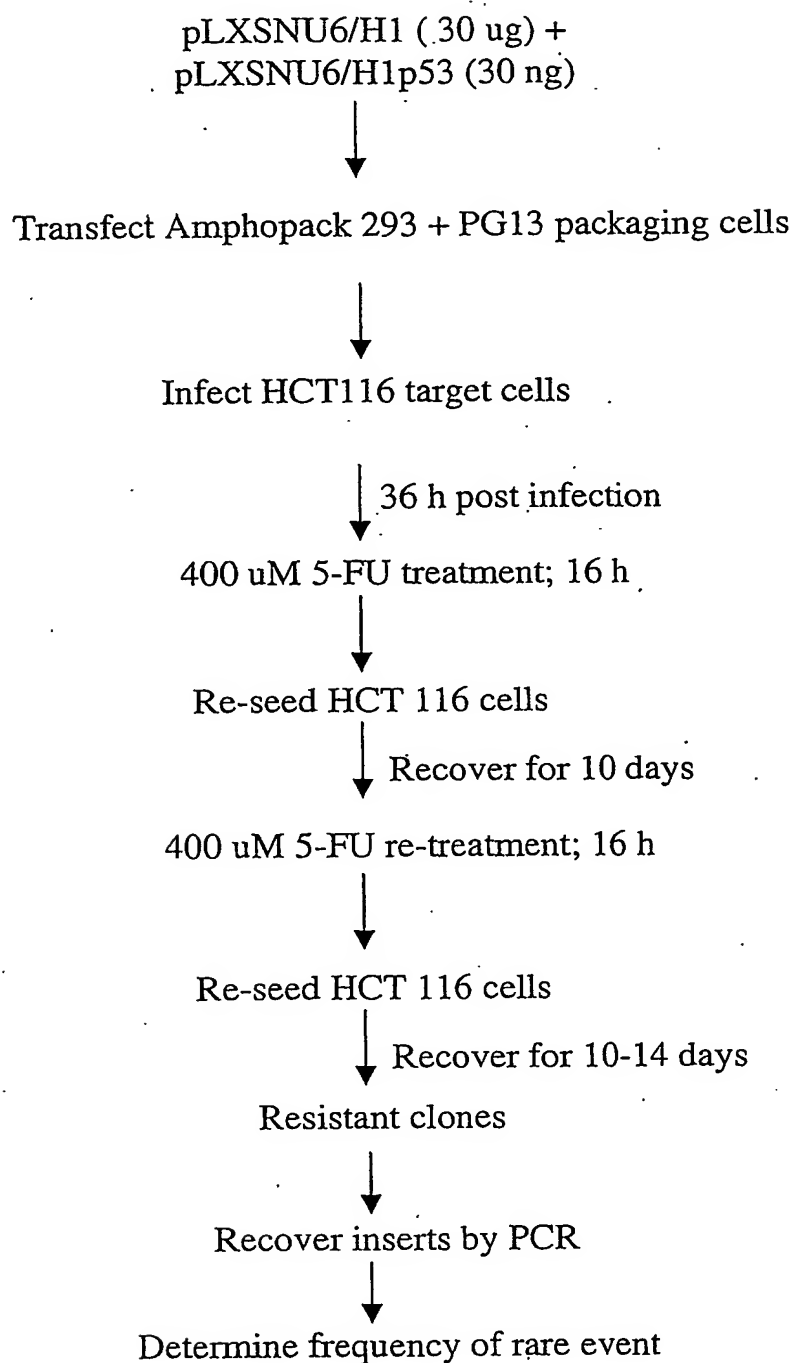 pLXSNU6/H1 (30 ug) +
pLXSNU6/H1p53 (30 ng)
Transfect Amphopack 293 + PG13 packaging cells
Infect HCT116 target cells
36 h post infection
400 uM 5-FU treatment; 16 h
Re-seed HCT 116 cells
Recover for 10 days
400 uM 5-FU re-treatment; 16 h
Re-seed HCT 116 cells
Recover for 10-14 days
Resistant clones
Recover inserts by PCR
Determine frequency of rare event